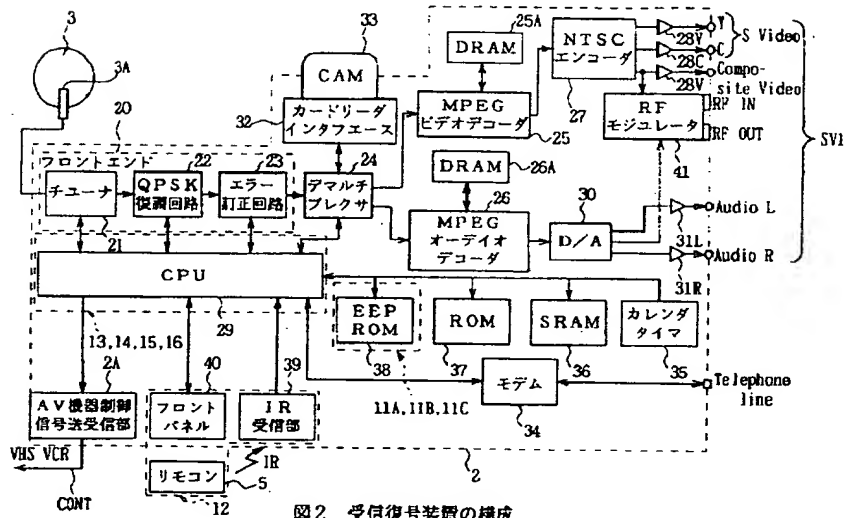 3
3A
33
CAM
25A
DRAM
NTSC
エンコーダ
27
28V
Y
28C
C
S Video
28V
Compo-
site Video
RF
モジュレータ
RF IN
RF OUT
41
SV1
32
カードリーダ
インタフエース
MPEG
ビデオデコーダ
25
20
フロントエンド
22
23
24
チューナ
QPSK
復調回路
エラー
訂正回路
デマルチ
プレクサ
21
DRAM
26A
26
MPEG
オーデイオ
デコーダ
30
D/A
31L
Audio L
31R
Audio R
CPU
29
13,14,15,16
EEP
ROM
38
ROM
37
SRAM
36
カレンダ
タイマ
35
2A
40
39
11A,11B,11C
モデム
34
Telephone
line
AV機器制御
信号送受信部
フロント
パネル
IR
受信部
VHS VCR
CONT
リモコン
5
IR
12
2
図2 受信復号装置の構成